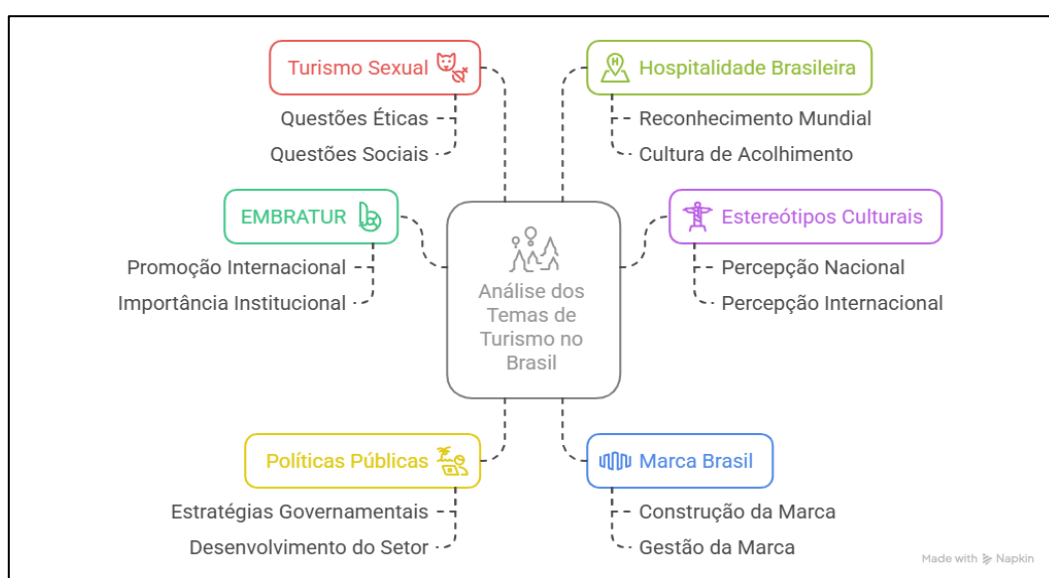 Turismo Sexual
Questões Éticas
Questões Sociais
Hospitalidade Brasileira
Reconhecimento Mundial
Cultura de Acolhimento
EMBRATUR
Promoção Internacional
Importância Institucional
Análise dos
Temas de
Turismo no
Brasil
Estereótipos Culturais
Percepção Nacional
Percepção Internacional
Políticas Públicas
Estratégias Governamentais
Desenvolvimento do Setor
Marca Brasil
Construção da Marca
Gestão da Marca
Made with Napkin